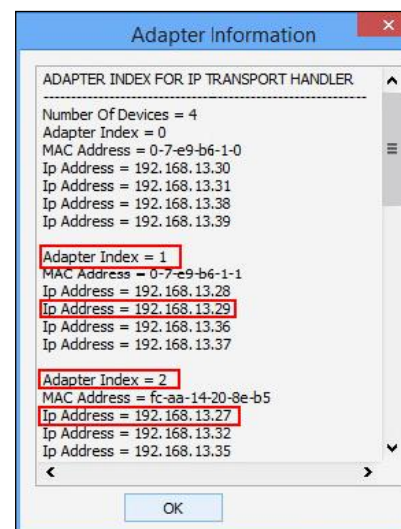 Adapter Information
ADAPTER INDEX FOR IP TRANSPORT HANDLER
Number Of Devices = 4
Adapter Index = 0
MAC Address = 0-7-e9-b6-1-0
Ip Address = 192.168.13.30
Ip Address = 192.168.13.31
Ip Address = 192.168.13.38
Ip Address = 192.168.13.39
Adapter Index = 1
MAC Address = 0-7-e9-b6-1-1
Ip Address = 192.168.13.28
Ip Address = 192.168.13.29
Ip Address = 192.168.13.36
Ip Address = 192.168.13.37
Adapter Index = 2
MAC Address = fc-aa-14-20-8e-b5
Ip Address = 192.168.13.27
Ip Address = 192.168.13.32
Ip Address = 192.168.13.35
OK